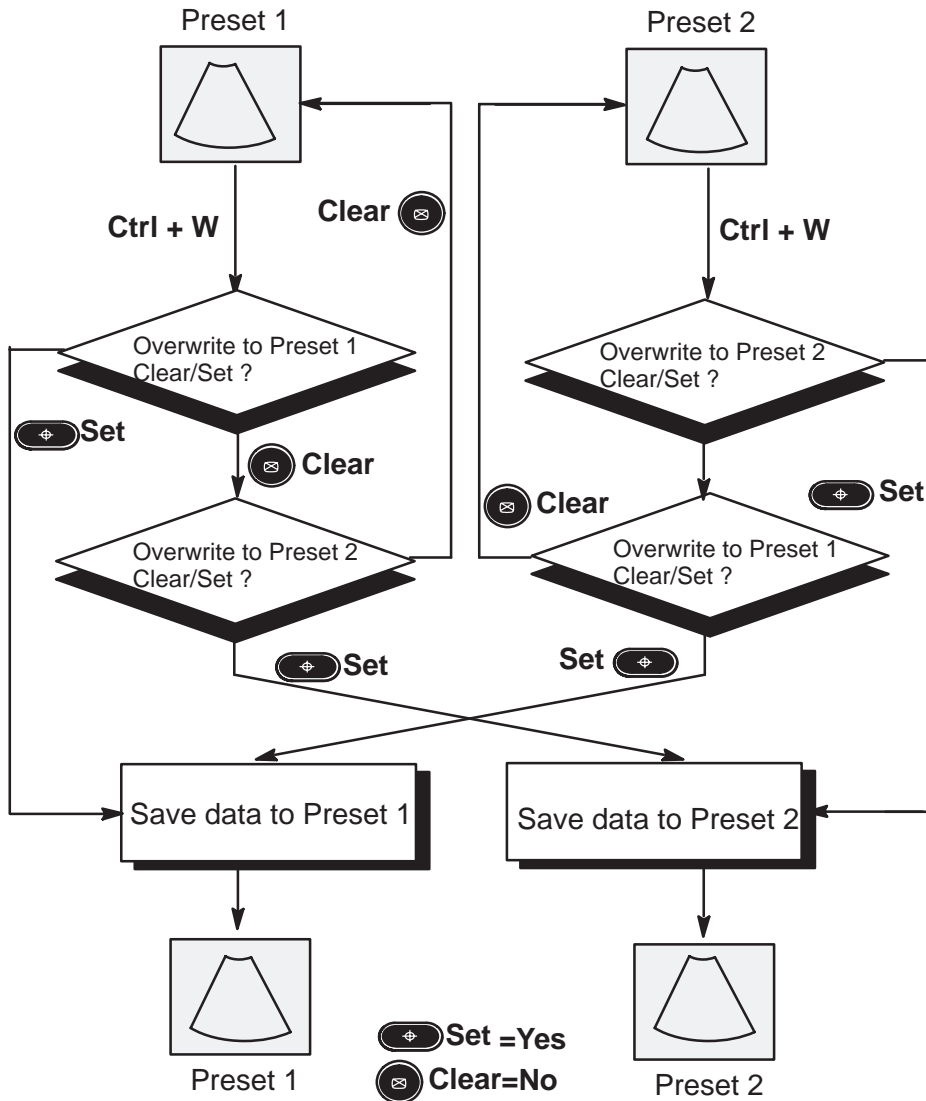 Preset 1
Preset 2
Clear
Ctrl + W
Ctrl + W
Overwrite to Preset 1
Clear/Set ?
Overwrite to Preset 2
Clear/Set ?
Set
Clear
Clear
Set
Overwrite to Preset 2
Clear/Set ?
Overwrite to Preset 1
Clear/Set ?
Set
Set
Save data to Preset 1
Save data to Preset 2
Set =Yes
Clear=No
Preset 1
Preset 2